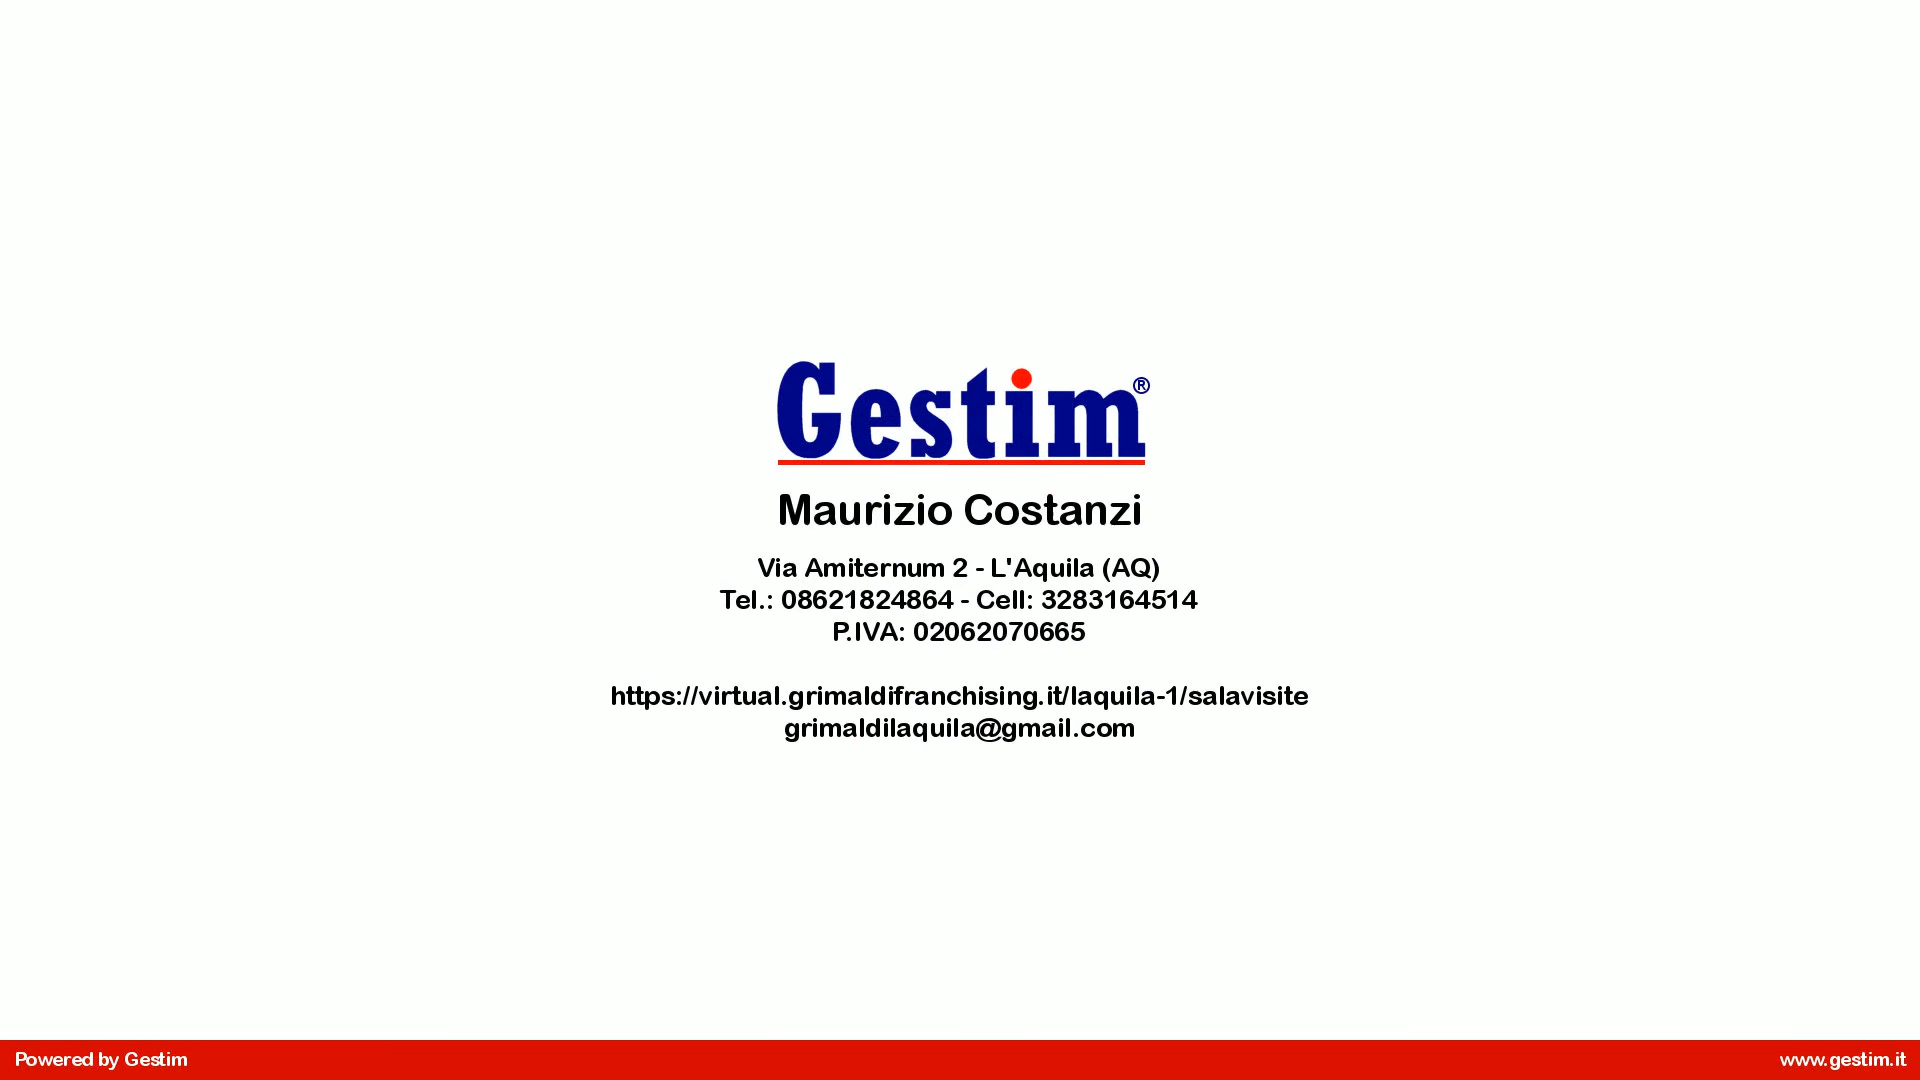 Gestim®
Maurizio Costanzi
Via Amiternum 2 - L'Aquila (AQ)
Tel.: 08621824864 - Cell: 3283164514
P.IVA: 02062070665
https://virtual.grimaldifranchising.it/laquila-1/salavisite
grimaldilaquila@gmail.com
Powered by Gestim
www.gestim.it